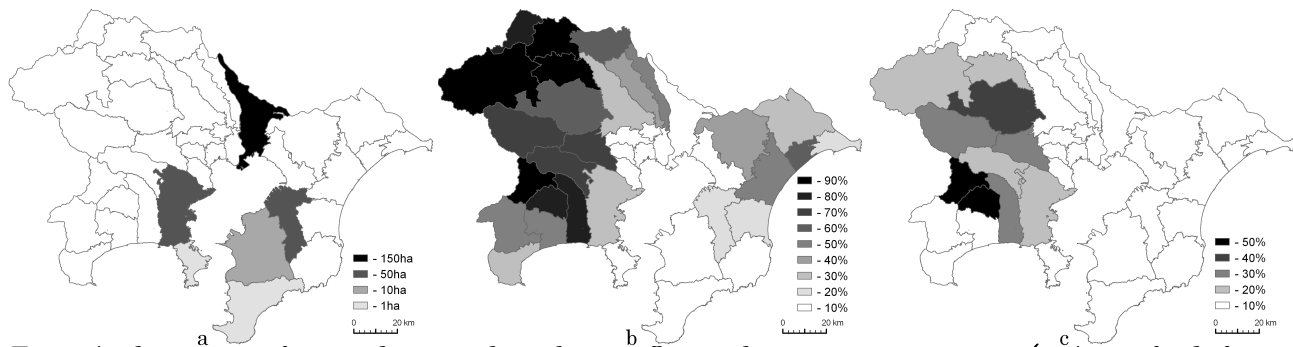 - 150ha
- 50ha
- 10ha
- 1ha
0 20 km
a
- 90%
- 80%
- 70%
- 60%
- 50%
- 40%
- 30%
- 20%
- 10%
0 20 km
b
- 50%
- 40%
- 30%
- 20%
- 10%
0 20 km
c